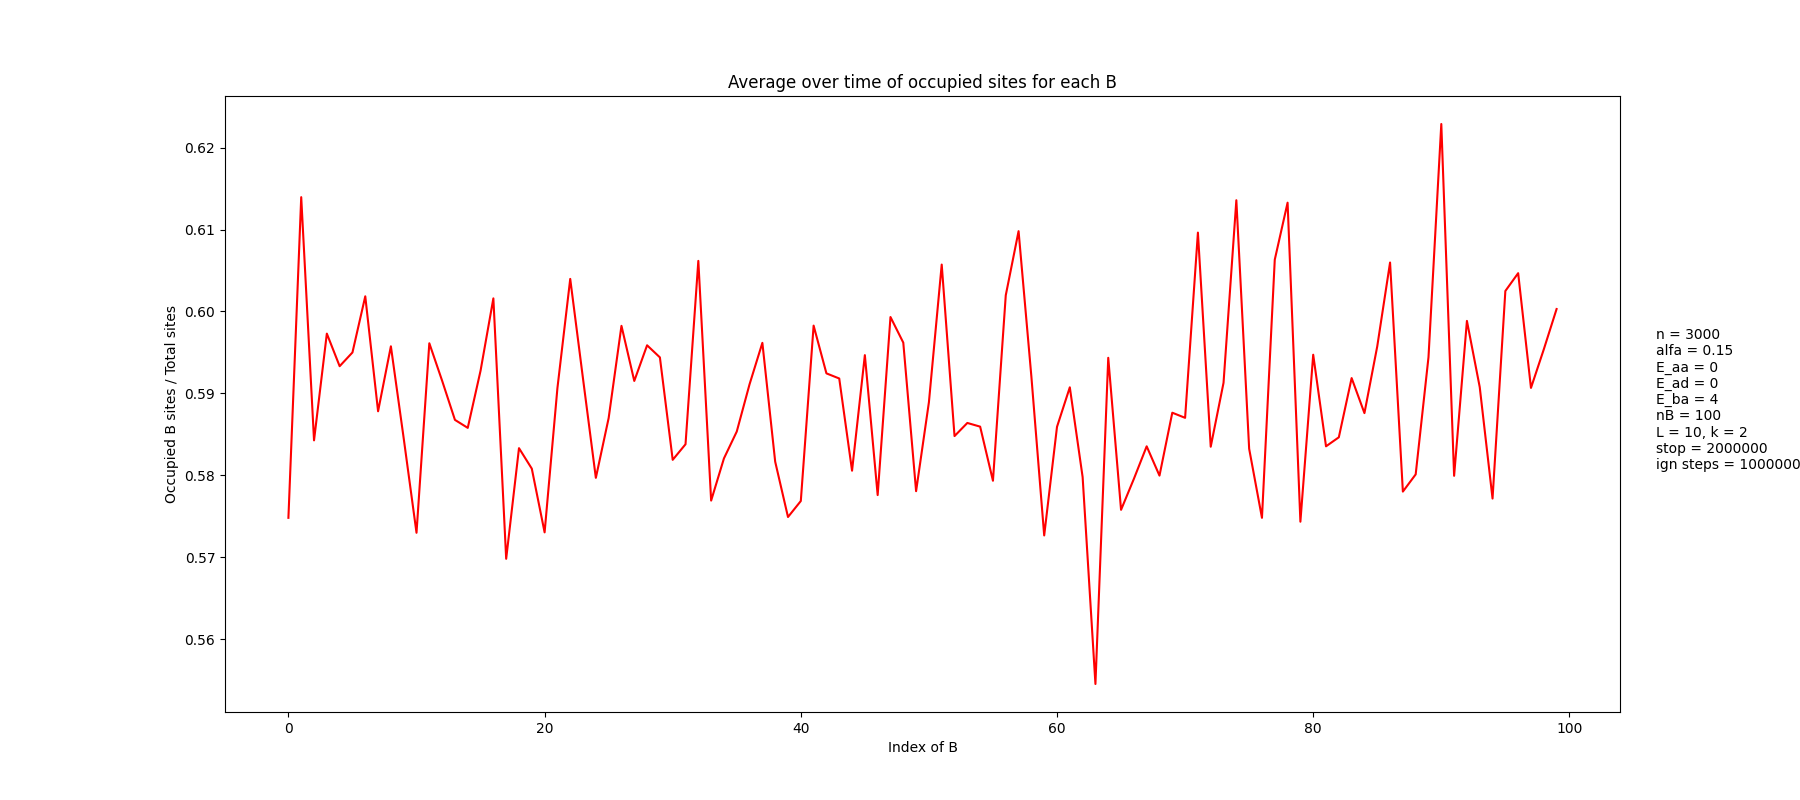 Average over time of occupied sites for each B
0.62
0.61
0.60
0.59
0.58
0.57
0.56
Occupied B sites / Total sites
0 20 40 60 80 100
Index of B
n = 3000
alfa = 0.15
E_aa = 0
E_ad = 0
E_ba = 4
nB = 100
L = 10, k = 2
stop = 2000000
ign steps = 1000000